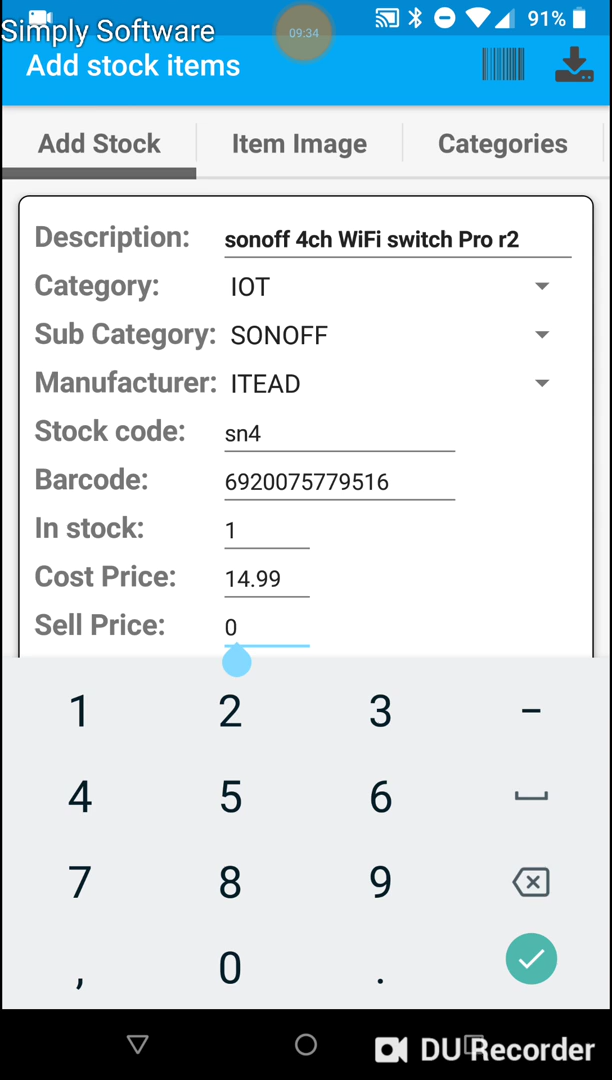 Simply Software
09:34
91%
Add stock items
Add Stock Item Image Categories
Description: sonoff 4ch WiFi switch Pro r2
Category: IOT
Sub Category: SONOFF
Manufacturer: ITEAD
Stock code: sn4
Barcode: 6920075779516
In stock: 1
Cost Price: 14.99
Sell Price: 0
1 2 3 -
4 5 6
7 8 9
, 0 .
DU Recorder